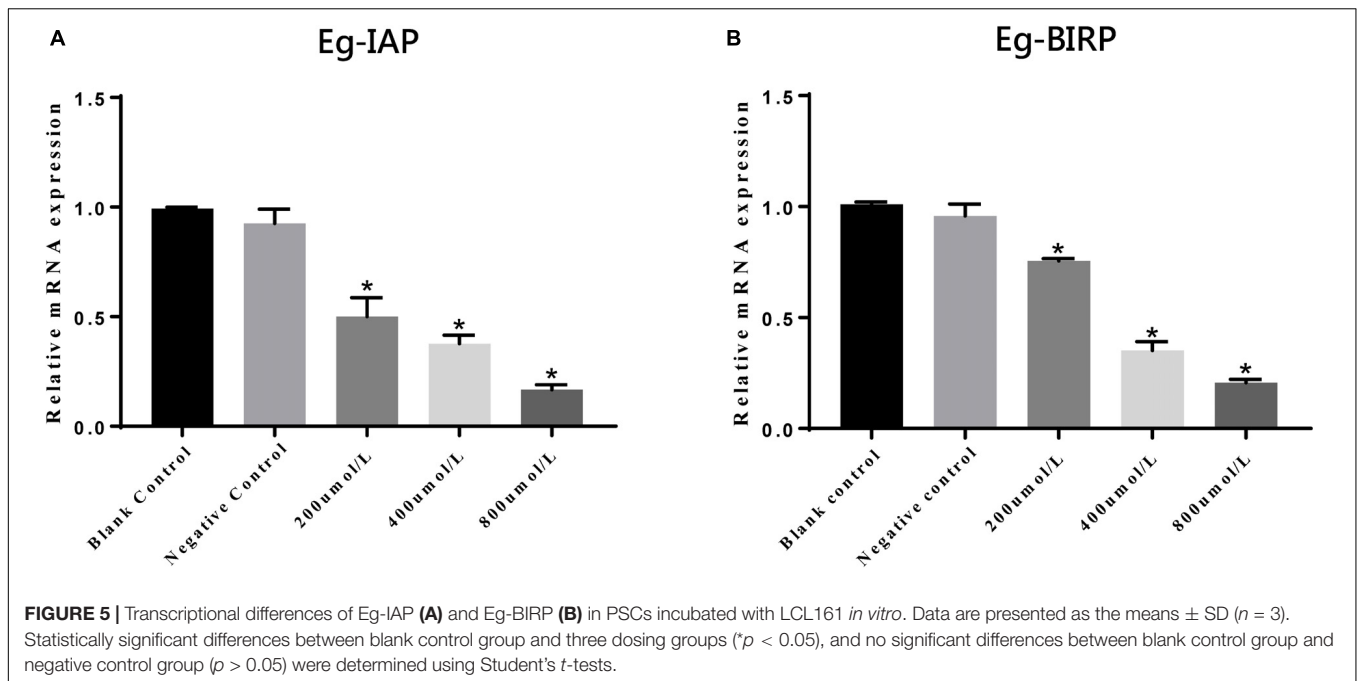 A
Eg-IAP
Relative mRNA expression
1.5
1.0
0.5
0.0
*
*
*
Blank Control
Negative Control
200umol/L
400umol/L
800umol/L
B
Eg-BIRP
Relative mRNA expression
1.5
1.0
0.5
0.0
*
*
*
Blank control
Negative control
200umol/L
400umol/L
800umol/L
FIGURE 5 | Transcriptional differences of Eg-IAP (A) and Eg-BIRP (B) in PSCs incubated with LCL161 in vitro. Data are presented as the means ± SD (n = 3).
Statistically significant differences between blank control group and three dosing groups (*p < 0.05), and no significant differences between blank control group and
negative control group (p > 0.05) were determined using Student's t-tests.